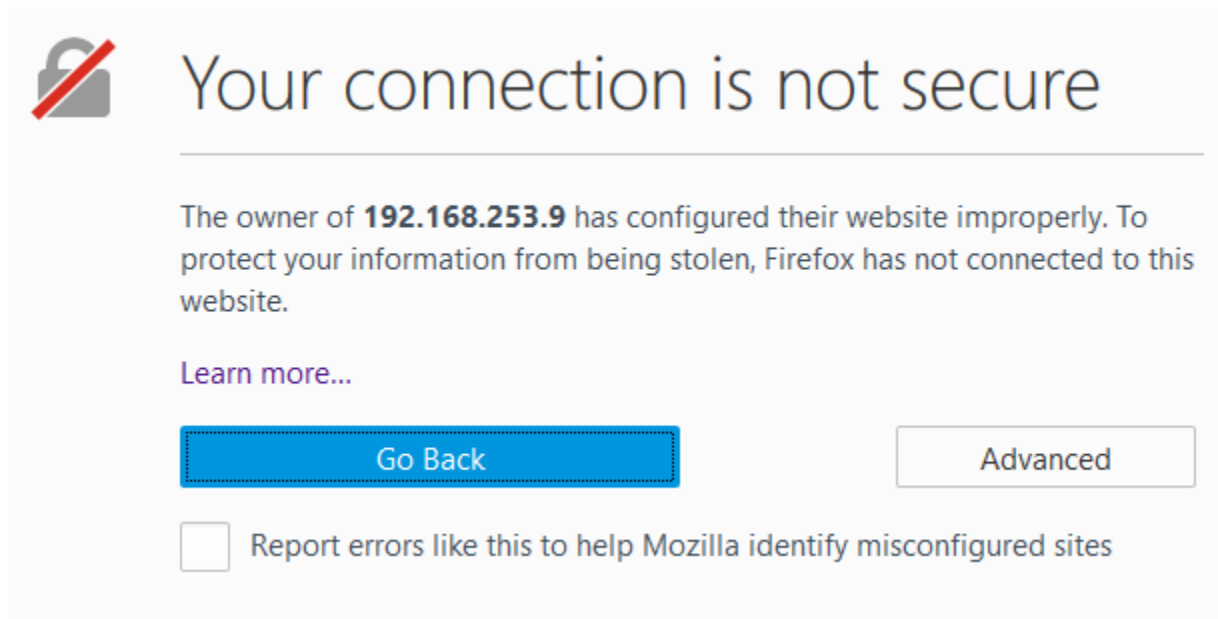 Your connection is not secure
The owner of 192.168.253.9 has configured their website improperly. To
protect your information from being stolen, Firefox has not connected to this
website.
Learn more...
Go Back
Advanced
Report errors like this to help Mozilla identify misconfigured sites